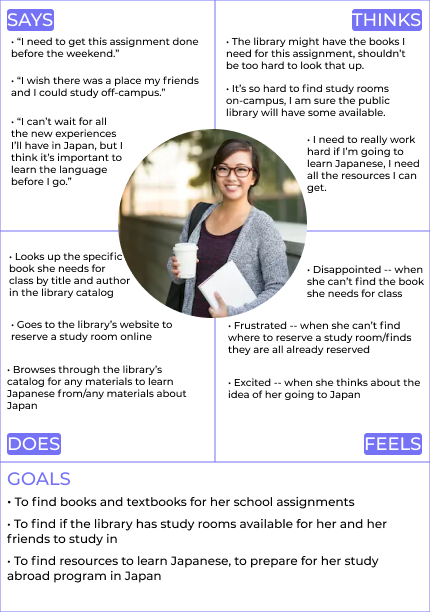 SAYS
• “I need to get this assignment done
before the weekend.”
• “I wish there was a place my friends
and I could study off-campus.”
• “I can’t wait for all
the new experiences
I’ll have in Japan, but I
think it’s important to
learn the language
before I go.”
THINKS
• The library might have the books I
need for this assignment, shouldn’t
be too hard to look that up.
• It’s so hard to find study rooms
on-campus, I am sure the public
library will have some available.
• I need to really work
hard if I’m going to
learn Japanese, I need
all the resources I can
get.
• Looks up the specific
book she needs for
class by title and author
in the library catalog
• Goes to the library’s website to
reserve a study room online
• Browses through the library’s
catalog for any materials to learn
Japanese from/any materials about
Japan
DOES
• Disappointed -- when
she can’t find the book
she needs for class
• Frustrated -- when she can’t find
where to reserve a study room/finds
they are all already reserved
• Excited -- when she thinks about the
idea of her going to Japan
FEELS
GOALS
• To find books and textbooks for her school assignments
• To find if the library has study rooms available for her and her
friends to study in
• To find resources to learn Japanese, to prepare for her study
abroad program in Japan